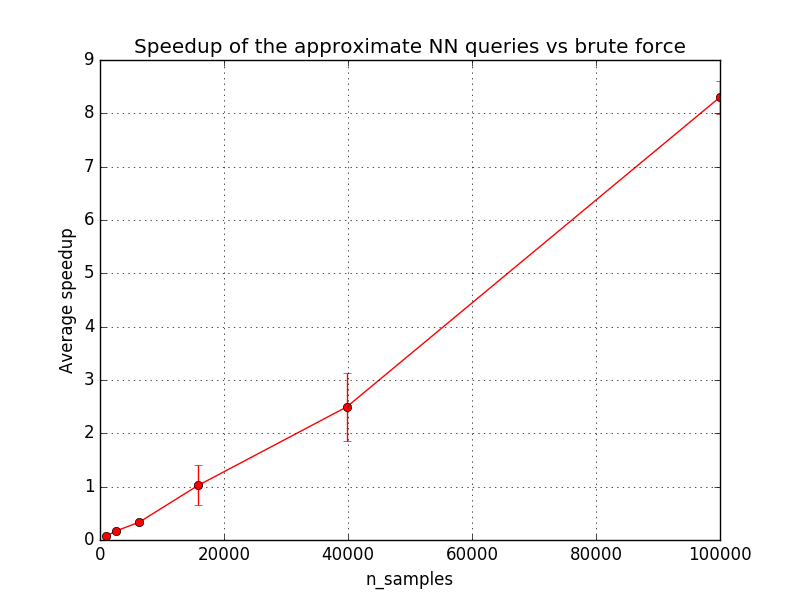 Speedup of the approximate NN queries vs brute force
9
8
7
6
5
4
3
2
1
0
Average speedup
0 20000 40000 60000 80000 100000
n_samples